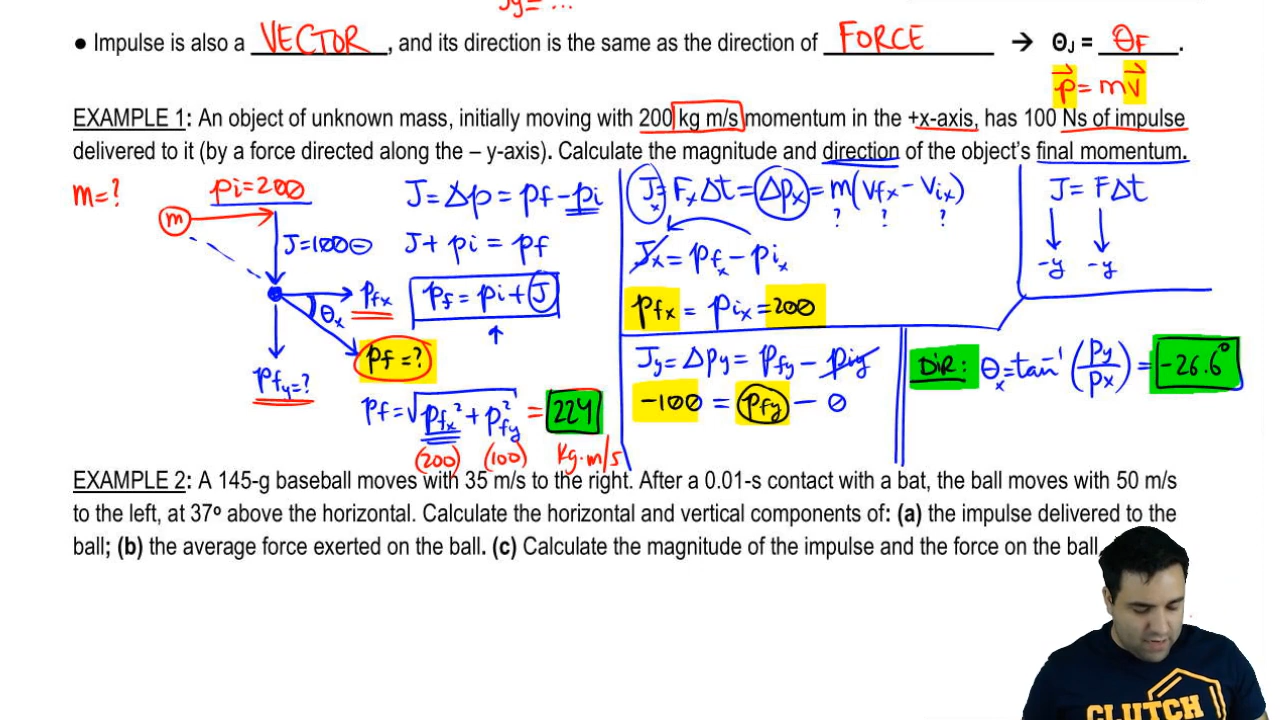 Jy= ...
● Impulse is also a VECTOR, and its direction is the same as the direction of FORCE → θJ = θF.
p = mv
EXAMPLE 1: An object of unknown mass, initially moving with 200 kg m/s momentum in the +x-axis, has 100 Ns of impulse
delivered to it (by a force directed along the – y-axis). Calculate the magnitude and direction of the object's final momentum.
m=?
pi=200
m
J=100⊖
pfx
θx
pf=?
pfy=?
J=Δp=pf-pi
J+pi=pf
pf=pi+J
pf=√pfx²+pfy² = 224
(200) (100) kg·m/s
Jx=FxΔt=Δpx=m(Vfx-Vix)
? ? ?
Jx=pfx-pix
pfx=pix=200
Jy=Δpy=pfy-piy
-100=pfy-0
J=FΔt
-y -y
DIR: θx=tan⁻¹(py/px)=-26.6°
EXAMPLE 2: A 145-g baseball moves with 35 m/s to the right. After a 0.01-s contact with a bat, the ball moves with 50 m/s
to the left, at 37º above the horizontal. Calculate the horizontal and vertical components of: (a) the impulse delivered to the
ball; (b) the average force exerted on the ball. (c) Calculate the magnitude of the impulse and the force on the ball
CLUTCH